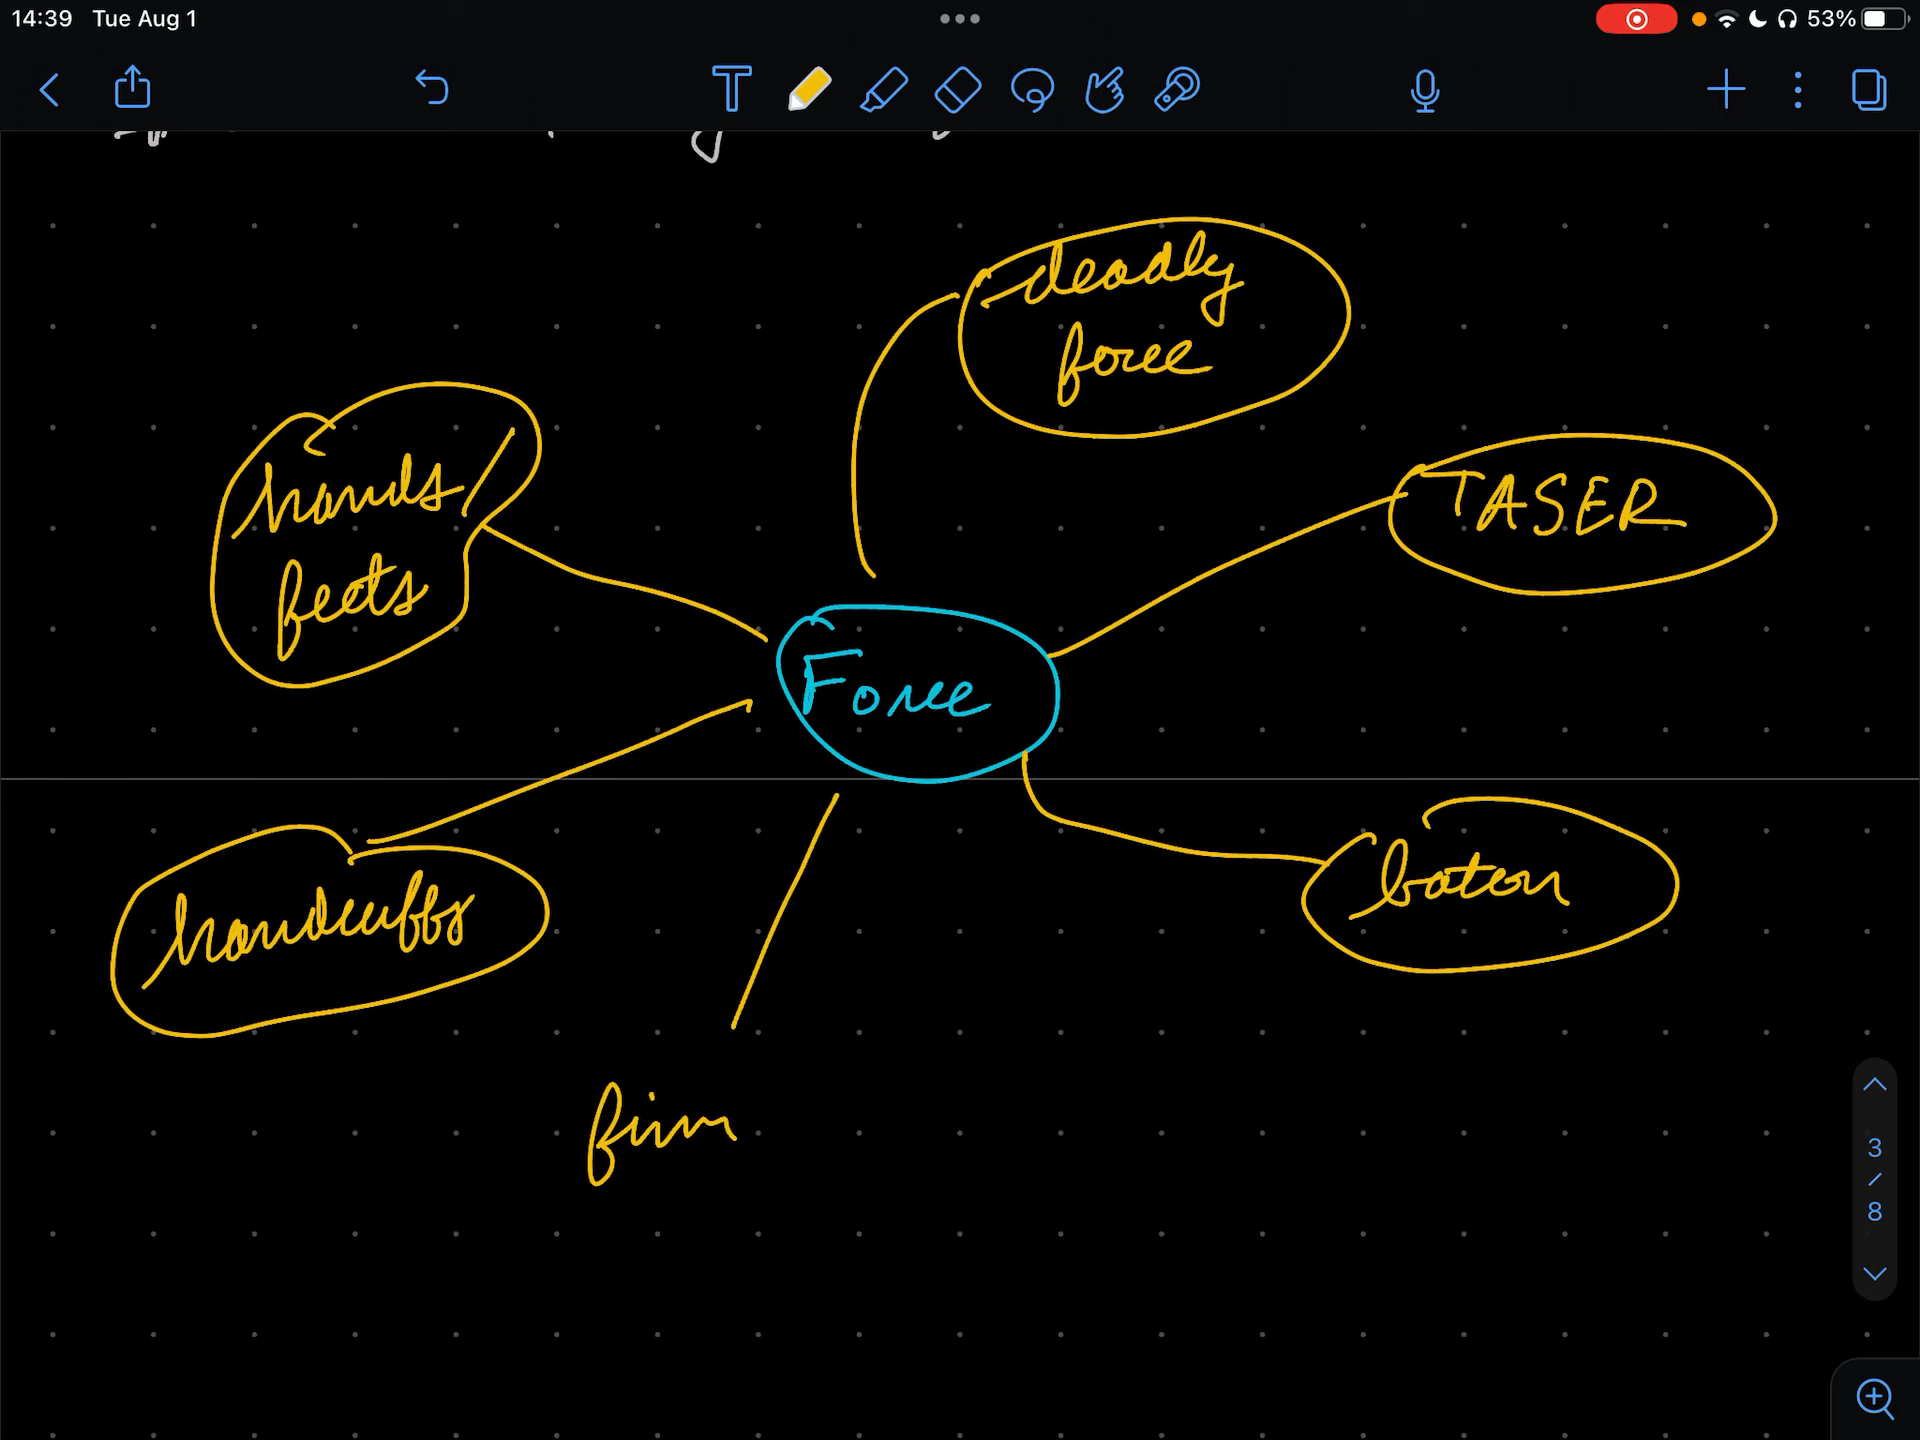 14:39 Tue Aug 1
53%
T
deadly
force
hands/
feets
TASER
Force
handcuffs
baton
firm
3
/
8